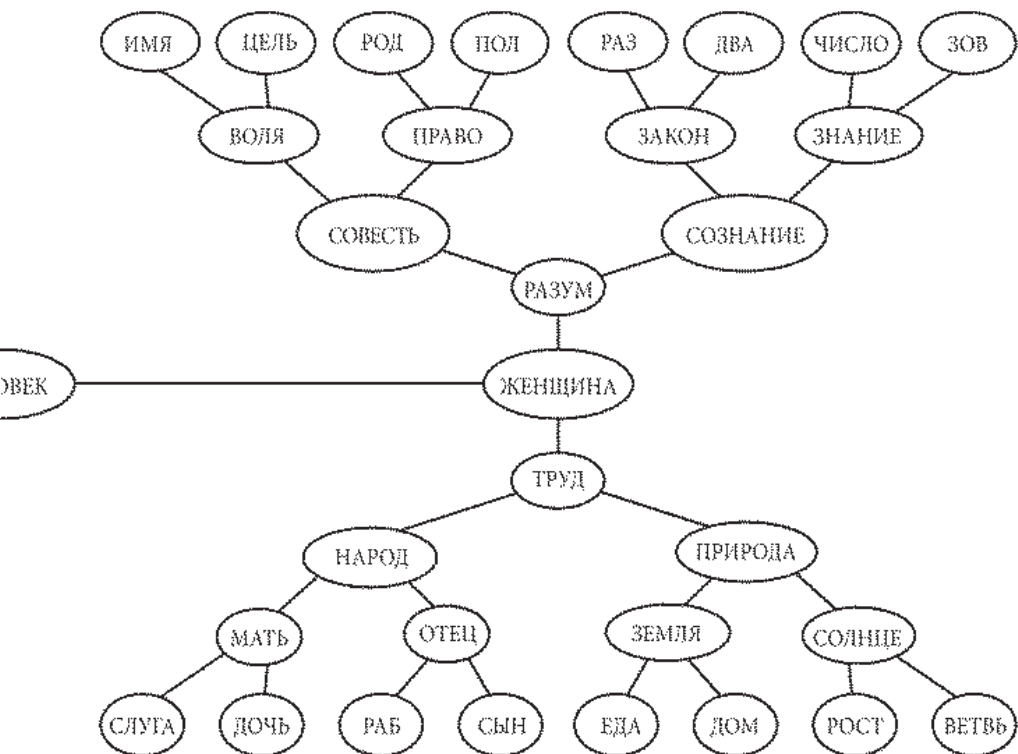 ИМЯ ЦЕЛЬ РОД ПОЛ РАЗ ДВА ЧИСЛО ЗОВ
ВОЛЯ ПРАВО ЗАКОН ЗНАНИЕ
СОВЕСТЬ СОЗНАНИЕ
РАЗУМ
ОВЕК ЖЕНЩИНА
ТРУД
НАРОД ПРИРОДА
МАТЬ ОТЕЦ ЗЕМЛЯ СОЛНЦЕ
СЛУГА ДОЧЬ РАБ СЫН ЕДА ДОМ РОСТ ВЕТВЬ